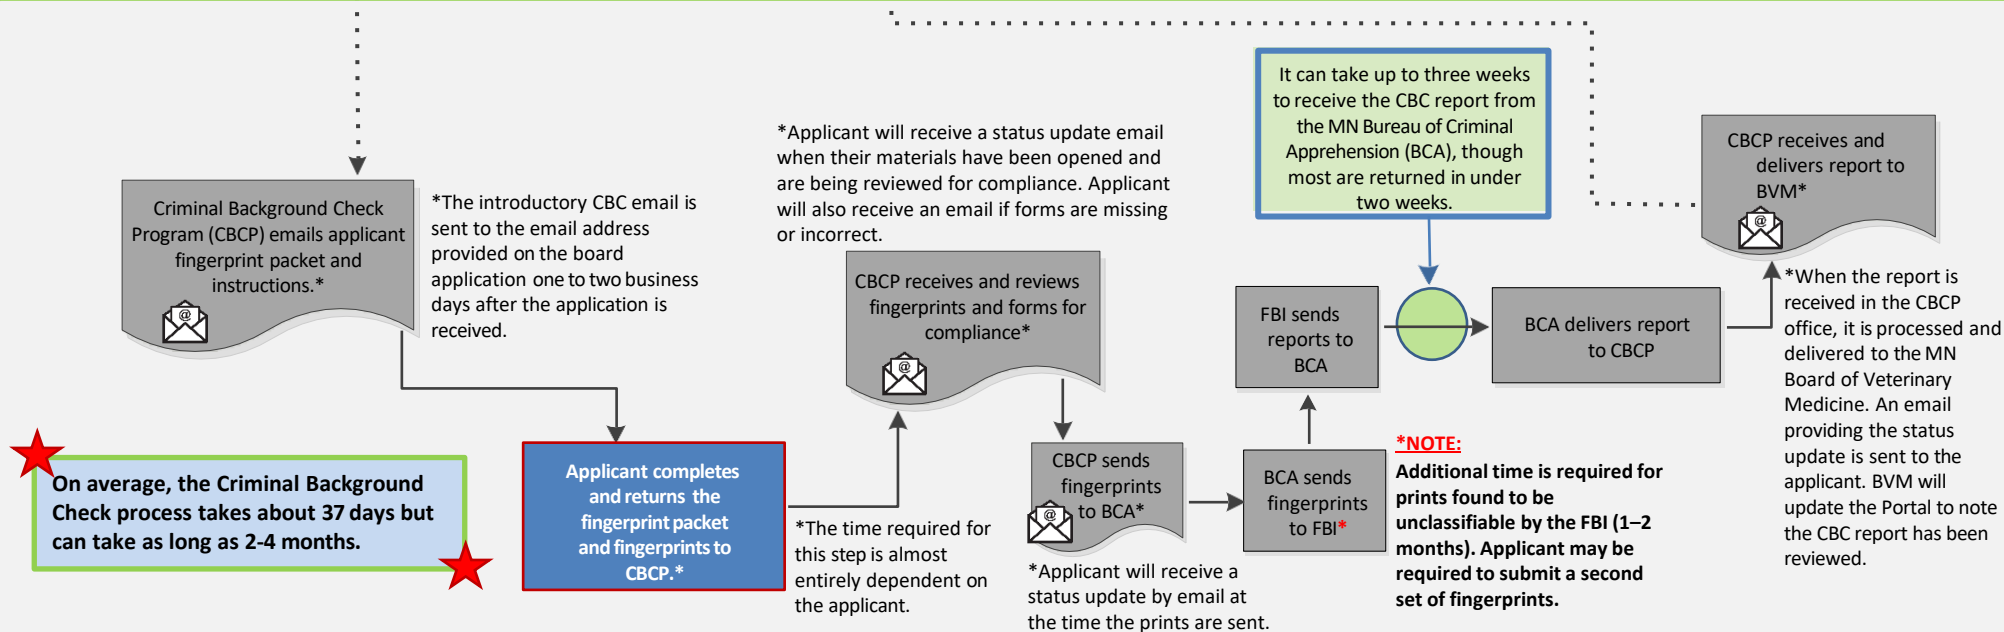 Criminal Background Check
Program (CBCP) emails applicant
fingerprint packet and
instructions.*
@
*The introductory CBC email is
sent to the email address
provided on the board
application one to two business
days after the application is
received.
On average, the Criminal Background
Check process takes about 37 days but
can take as long as 2-4 months.
Applicant completes
and returns the
fingerprint packet
and fingerprints to
CBCP.*
*The time required for
this step is almost
entirely dependent on
the applicant.
*Applicant will receive a status update email
when their materials have been opened and
are being reviewed for compliance. Applicant
will also receive an email if forms are missing
or incorrect.
CBCP receives and reviews
fingerprints and forms for
compliance*
@
CBCP sends
fingerprints
to BCA*
@
*Applicant will receive a
status update by email at
the time the prints are sent.
BCA sends
fingerprints
to FBI*
*NOTE:
Additional time is required for
prints found to be
unclassifiable by the FBI (1–2
months). Applicant may be
required to submit a second
set of fingerprints.
FBI sends
reports to
BCA
It can take up to three weeks
to receive the CBC report from
the MN Bureau of Criminal
Apprehension (BCA), though
most are returned in under
two weeks.
BCA delivers report
to CBCP
CBCP receives and
delivers report to
BVM*
@
*When the report is
received in the CBCP
office, it is processed and
delivered to the MN
Board of Veterinary
Medicine. An email
providing the status
update is sent to the
applicant. BVM will
update the Portal to note
the CBC report has been
reviewed.